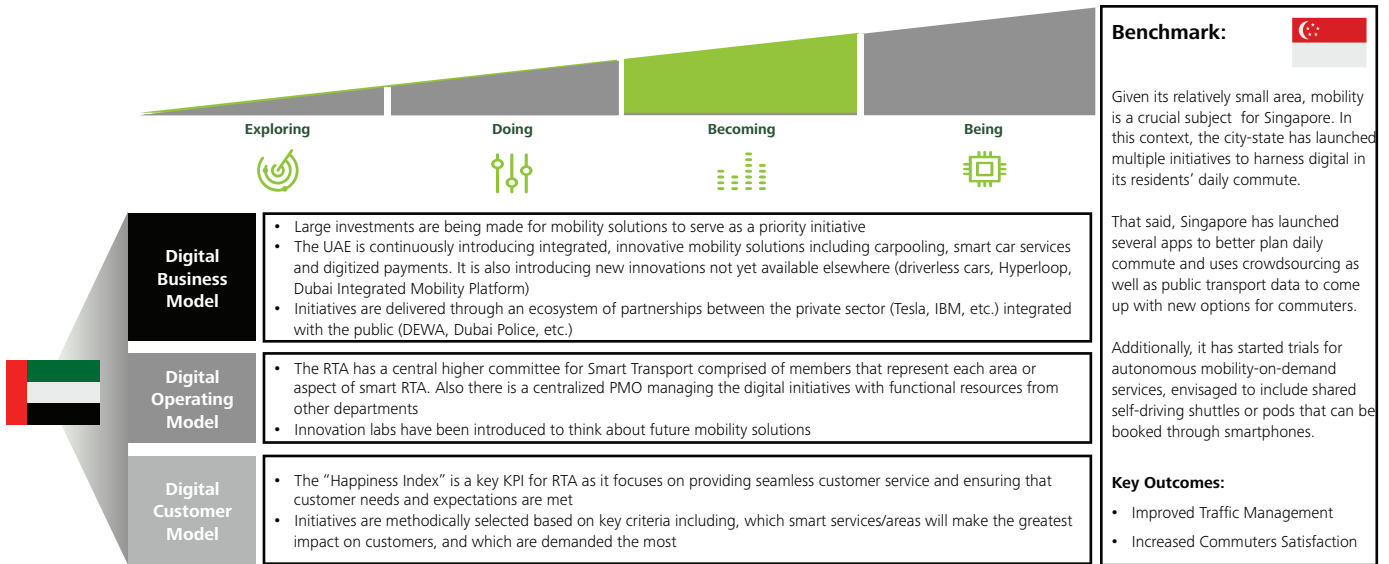 Exploring
Doing
Becoming
Being
Digital
Business
Model
• Large investments are being made for mobility solutions to serve as a priority initiative
• The UAE is continuously introducing integrated, innovative mobility solutions including carpooling, smart car services
and digitized payments. It is also introducing new innovations not yet available elsewhere (driverless cars, Hyperloop,
Dubai Integrated Mobility Platform)
• Initiatives are delivered through an ecosystem of partnerships between the private sector (Tesla, IBM, etc.) integrated
with the public (DEWA, Dubai Police, etc.)
Digital
Operating
Model
• The RTA has a central higher committee for Smart Transport comprised of members that represent each area or
aspect of smart RTA. Also there is a centralized PMO managing the digital initiatives with functional resources from
other departments
• Innovation labs have been introduced to think about future mobility solutions
Digital
Customer
Model
• The “Happiness Index” is a key KPI for RTA as it focuses on providing seamless customer service and ensuring that
customer needs and expectations are met
• Initiatives are methodically selected based on key criteria including, which smart services/areas will make the greatest
impact on customers, and which are demanded the most
Benchmark:
Given its relatively small area, mobility
is a crucial subject for Singapore. In
this context, the city-state has launched
multiple initiatives to harness digital in
its residents’ daily commute.
That said, Singapore has launched
several apps to better plan daily
commute and uses crowdsourcing as
well as public transport data to come
up with new options for commuters.
Additionally, it has started trials for
autonomous mobility-on-demand
services, envisaged to include shared
self-driving shuttles or pods that can be
booked through smartphones.
Key Outcomes:
• Improved Traffic Management
• Increased Commuters Satisfaction